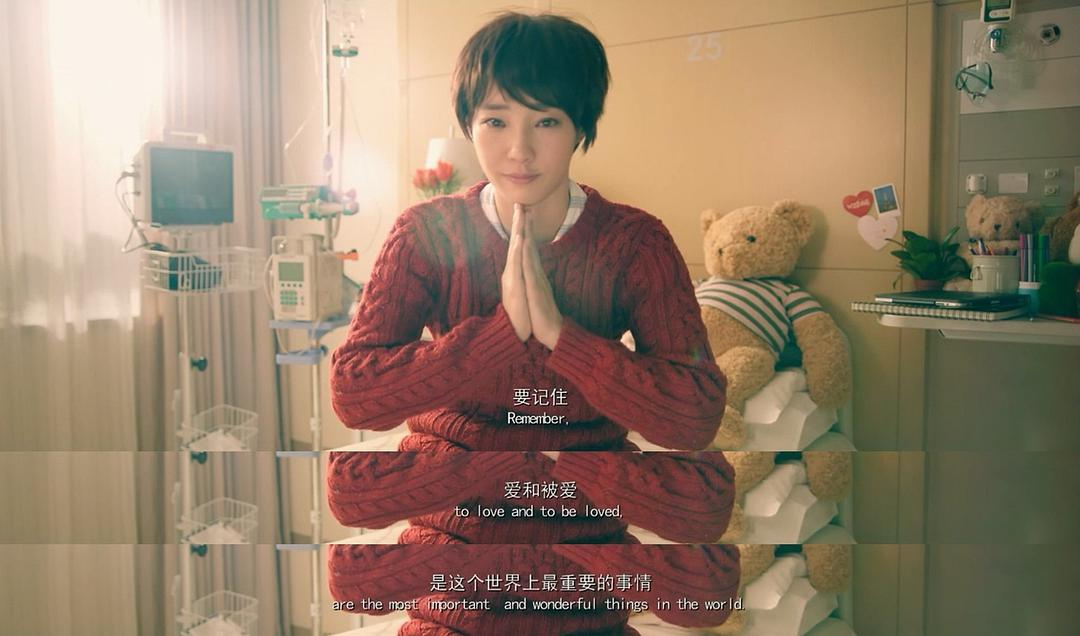 25
要记住
Remember,
爱和被爱
to love and to be loved,
是这个世界上最重要的事情
are the most important and wonderful things in the world.